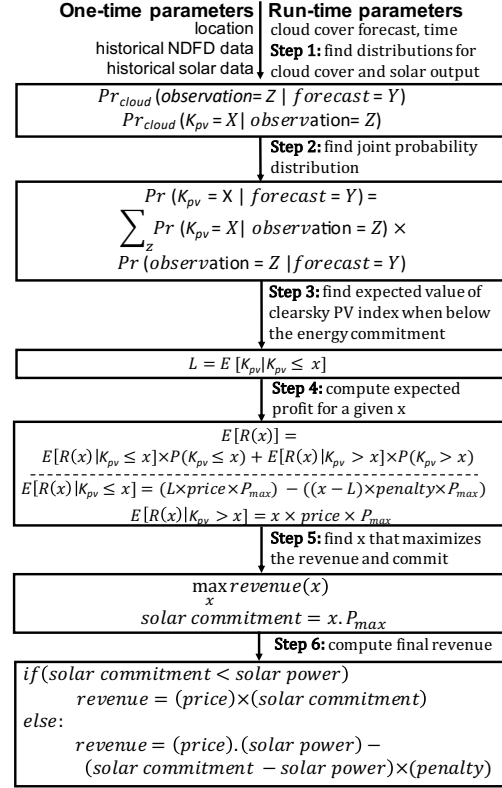 One-time parameters
location
historical NDFD data
historical solar data
Run-time parameters
cloud cover forecast, time
Step 1: find distributions for
cloud cover and solar output
Pr_cloud (observation= Z | forecast = Y)
Pr_cloud (K_pv = X| observation= Z)
Step 2: find joint probability
distribution
Pr (K_pv = X | forecast = Y) =
∑_z Pr (K_pv = X| observation = Z) ×
Pr (observation = Z | forecast = Y)
Step 3: find expected value of
clearsky PV index when below
the energy commitment
L = E [K_pv|K_pv ≤ x]
Step 4: compute expected
profit for a given x
E[R(x)] =
E[R(x)|K_pv ≤ x]×P(K_pv ≤ x) + E[R(x)|K_pv > x]×P(K_pv > x)
E[R(x)|K_pv ≤ x] = (L×price×P_max) − ((x − L)×penalty×P_max)
E[R(x)|K_pv > x] = x × price × P_max
Step 5: find x that maximizes
the revenue and commit
max_x revenue(x)
solar commitment = x.P_max
Step 6: compute final revenue
if(solar commitment < solar power)
revenue = (price)×(solar commitment)
else:
revenue = (price).(solar power) −
(solar commitment − solar power)×(penalty)